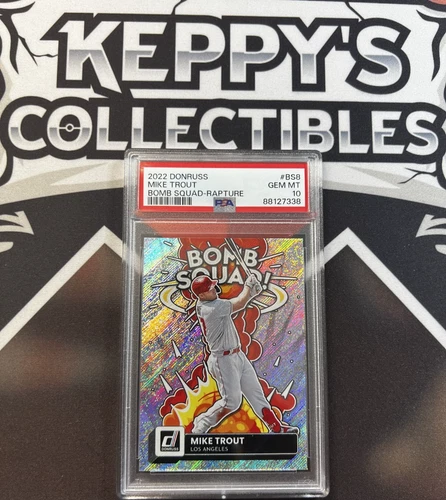 KEPPY'S
COLLECTIBLES
2022 DONRUSS #BS8
MIKE TROUT GEM MT
BOMB SQUAD-RAPTURE 10
PSA 88127338
BOMB
SQUAD!
d
DONRUSS
MIKE TROUT
LOS ANGELES